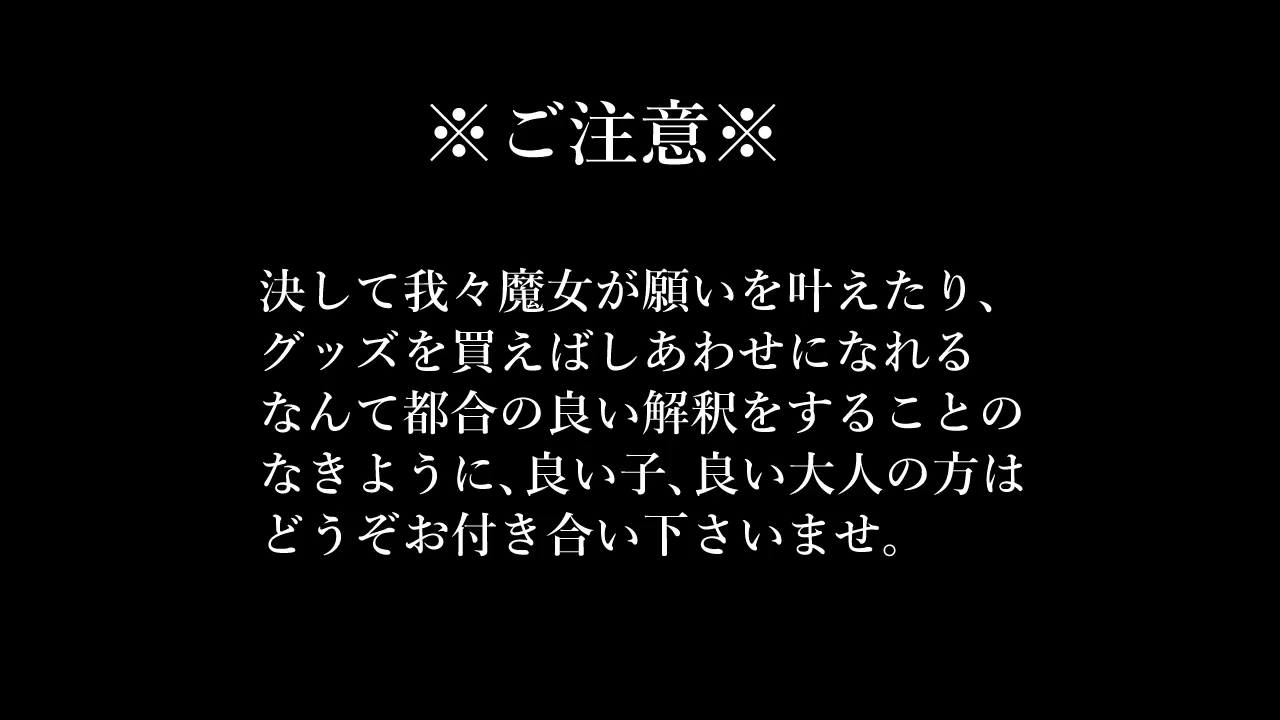 ※ご注意※
決して我々魔女が願いを叶えたり、
グッズを買えばしあわせになれる
なんて都合の良い解釈をすることの
なきように、良い子、良い大人の方は
どうぞお付き合い下さいませ。